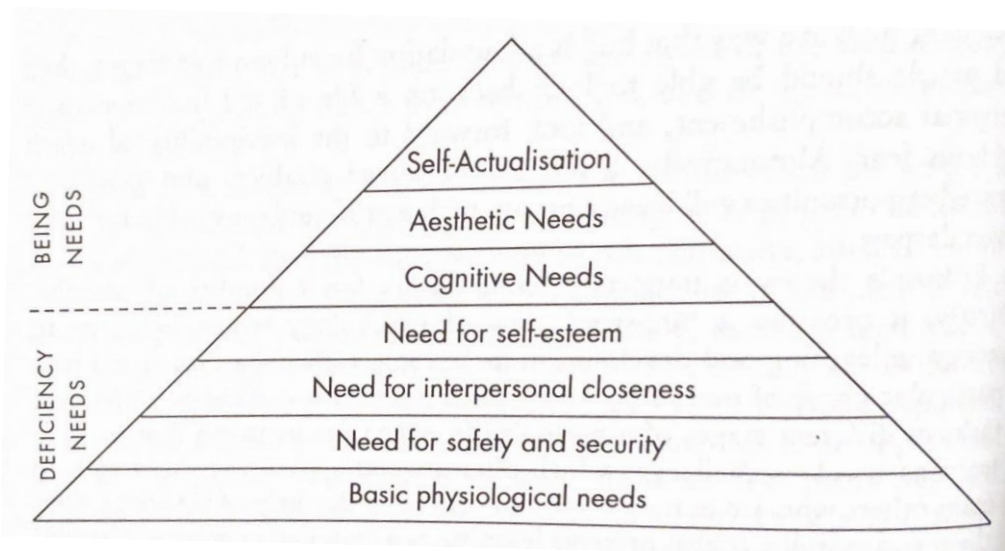 Self-Actualisation
Aesthetic Needs
Cognitive Needs
Need for self-esteem
Need for interpersonal closeness
Need for safety and security
Basic physiological needs
BEING
NEEDS
DEFICIENCY
NEEDS